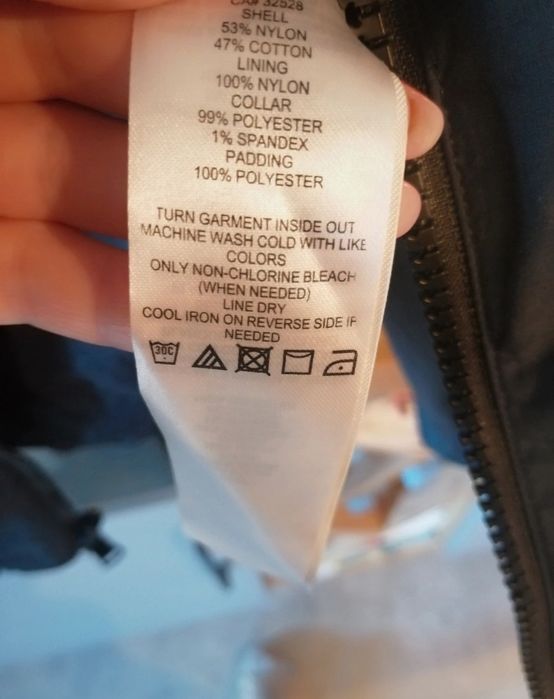 CA# 32528
SHELL
53% NYLON
47% COTTON
LINING
100% NYLON
COLLAR
99% POLYESTER
1% SPANDEX
PADDING
100% POLYESTER
TURN GARMENT INSIDE OUT
MACHINE WASH COLD WITH LIKE
COLORS
ONLY NON-CHLORINE BLEACH
(WHEN NEEDED)
LINE DRY
COOL IRON ON REVERSE SIDE IF
NEEDED
30C